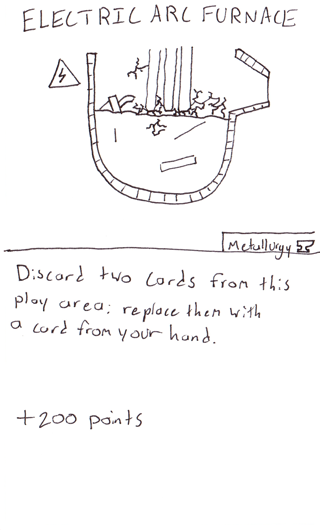 ELECTRIC ARC FURNACE
Metallurgy
Discard two cards from this
play area; replace them with
a card from your hand.
+200 points